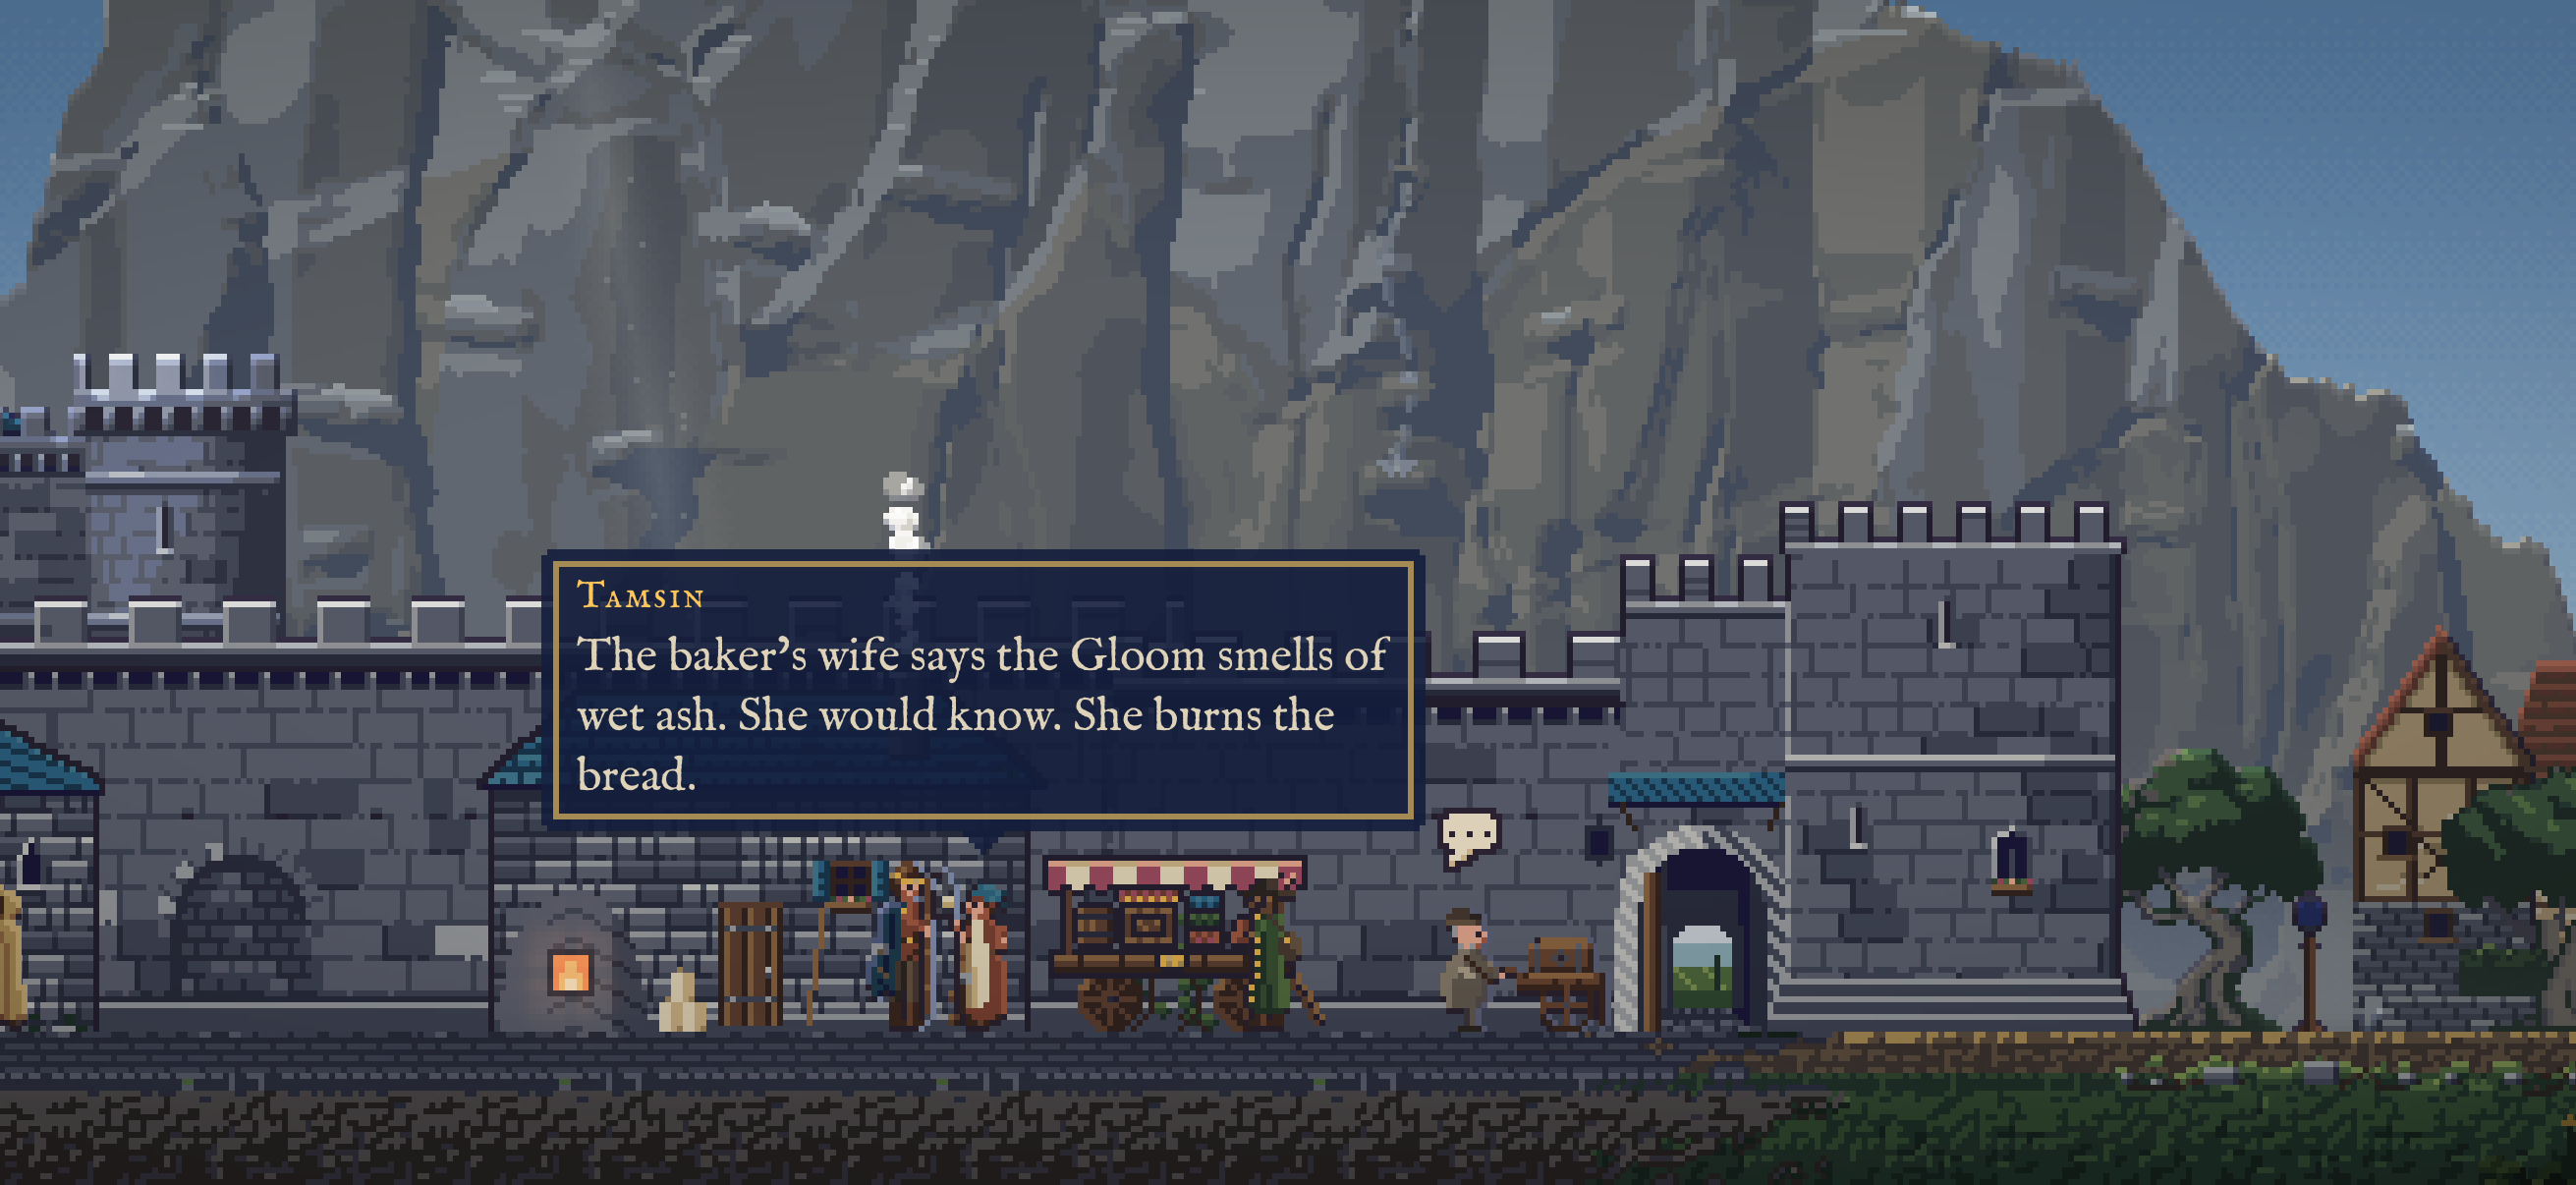 Tamsin
The baker’s wife says the Gloom smells of
wet ash. She would know. She burns the
bread.